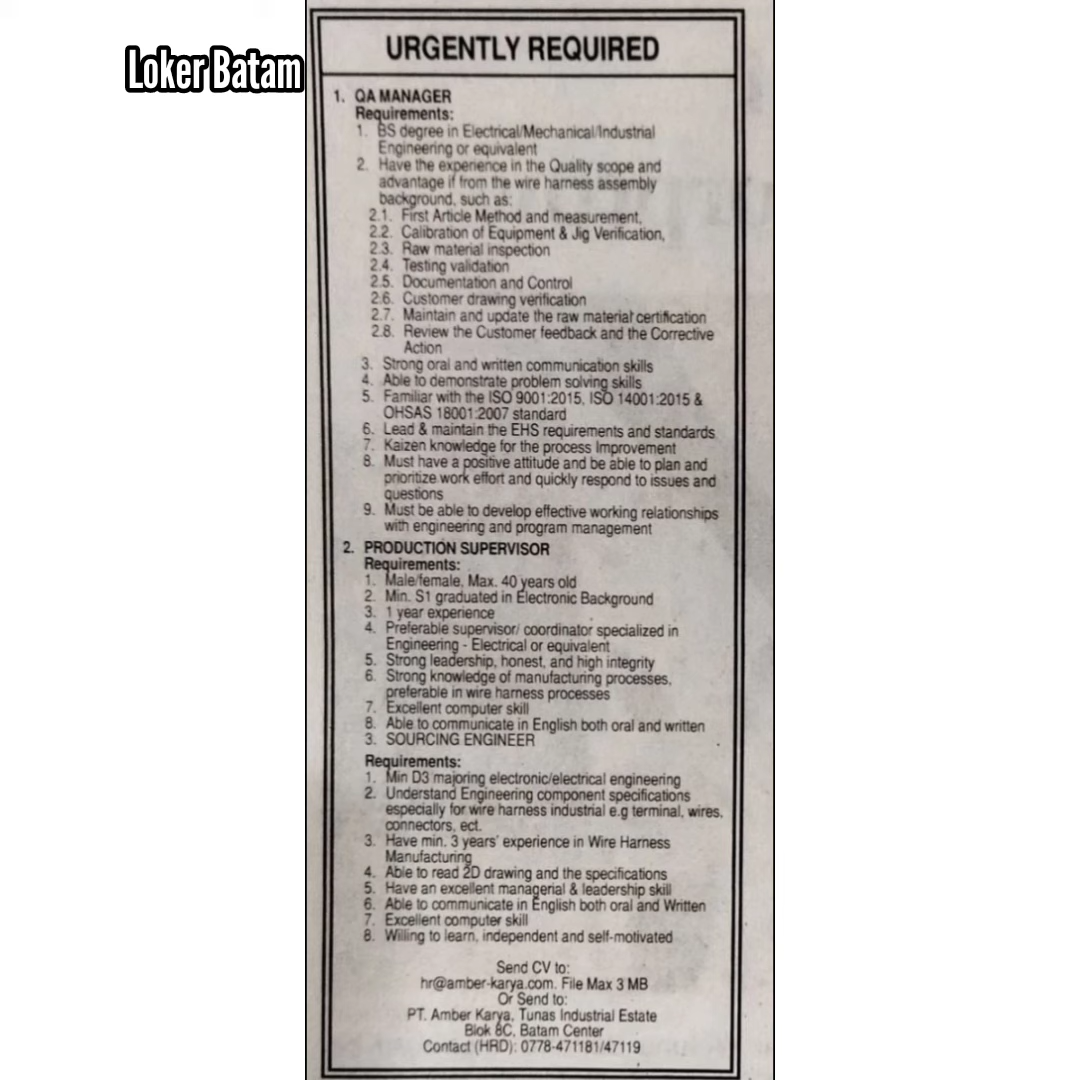 Loker Batam
URGENTLY REQUIRED
1. QA MANAGER
Requirements:
1. BS degree in Electrical/Mechanical/Industrial
Engineering or equivalent
2. Have the experience in the Quality scope and
advantage if from the wire harness assembly
background, such as:
2.1. First Article Method and measurement,
2.2. Calibration of Equipment & Jig Verification,
2.3. Raw material inspection
2.4. Testing validation
2.5. Documentation and Control
2.6. Customer drawing verification
2.7. Maintain and update the raw material certification
2.8. Review the Customer feedback and the Corrective
Action
3. Strong oral and written communication skills
4. Able to demonstrate problem solving skills
5. Familiar with the ISO 9001:2015, ISO 14001:2015 &
OHSAS 18001:2007 standard
6. Lead & maintain the EHS requirements and standards
7. Kaizen knowledge for the process Improvement
8. Must have a positive attitude and be able to plan and
prioritize work effort and quickly respond to issues and
questions
9. Must be able to develop effective working relationships
with engineering and program management
2. PRODUCTION SUPERVISOR
Requirements:
1. Male/female, Max. 40 years old
2. Min. S1 graduated in Electronic Background
3. 1 year experience
4. Preferable supervisor/ coordinator specialized in
Engineering - Electrical or equivalent
5. Strong leadership, honest, and high integrity
6. Strong knowledge of manufacturing processes,
preferable in wire harness processes
7. Excellent computer skill
8. Able to communicate in English both oral and written
3. SOURCING ENGINEER
Requirements:
1. Min D3 majoring electronic/electrical engineering
2. Understand Engineering component specifications
especially for wire harness industrial e.g terminal, wires,
connectors, ect.
3. Have min. 3 years' experience in Wire Harness
Manufacturing
4. Able to read 2D drawing and the specifications
5. Have an excellent managerial & leadership skill
6. Able to communicate in English both oral and Written
7. Excellent computer skill
8. Willing to learn, independent and self-motivated
Send CV to:
hr@amber-karya.com. File Max 3 MB
Or Send to:
PT. Amber Karya, Tunas Industrial Estate
Blok 8C, Batam Center
Contact (HRD): 0778-471181/47119